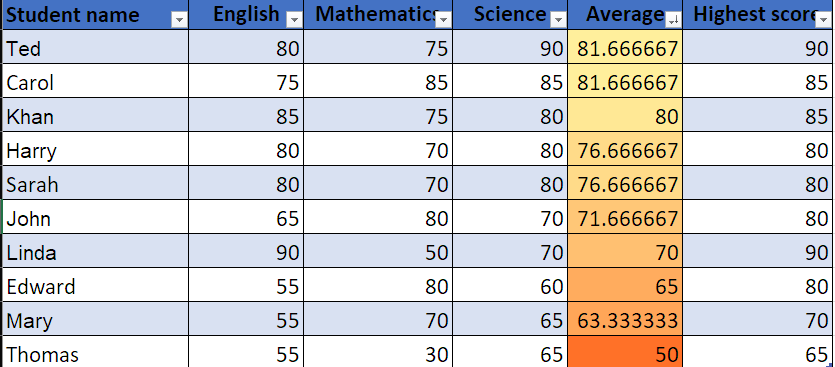 Student name English Mathematics Science Average Highest score
Ted 80 75 90 81.666667 90
Carol 75 85 85 81.666667 85
Khan 85 75 80 80 85
Harry 80 70 80 76.666667 80
Sarah 80 70 80 76.666667 80
John 65 80 70 71.666667 80
Linda 90 50 70 70 90
Edward 55 80 60 65 80
Mary 55 70 65 63.333333 70
Thomas 55 30 65 50 65